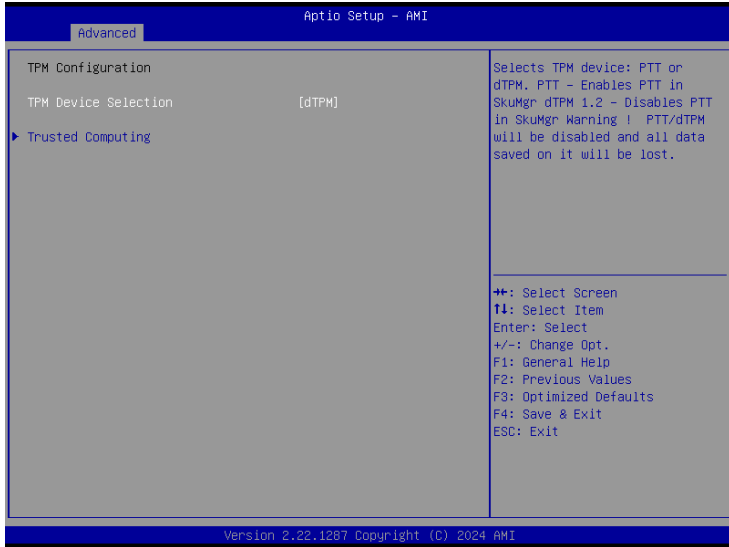 Aptio Setup – AMI
Advanced
TPM Configuration
TPM Device Selection [dTPM]
Trusted Computing
Selects TPM device: PTT or
dTPM. PTT – Enables PTT in
SkuMgr dTPM 1.2 – Disables PTT
in SkuMgr Warning !  PTT/dTPM
will be disabled and all data
saved on it will be lost.
→←: Select Screen
↑↓: Select Item
Enter: Select
+/–: Change Opt.
F1: General Help
F2: Previous Values
F3: Optimized Defaults
F4: Save & Exit
ESC: Exit
Version 2.22.1287 Copyright (C) 2024 AMI